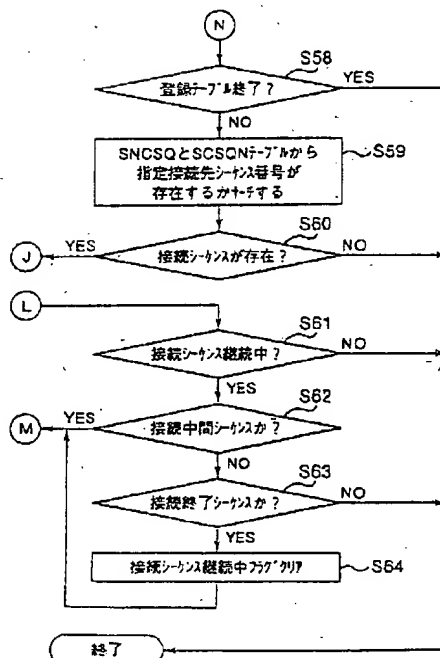 N
S58
登録テーブル終了?
YES
NO
SNCSQとSCSQNテーブルから
指定接続先シーケンス番号が
存在するかサーチする
S59
S60
J
YES
接続シーケンスが存在?
NO
L
S61
接続シーケンス継続中?
NO
YES
S62
M
YES
接続中間シーケンスか?
NO
S63
接続終了シーケンスか?
NO
YES
接続シーケンス継続中フラグクリア
S64
終了